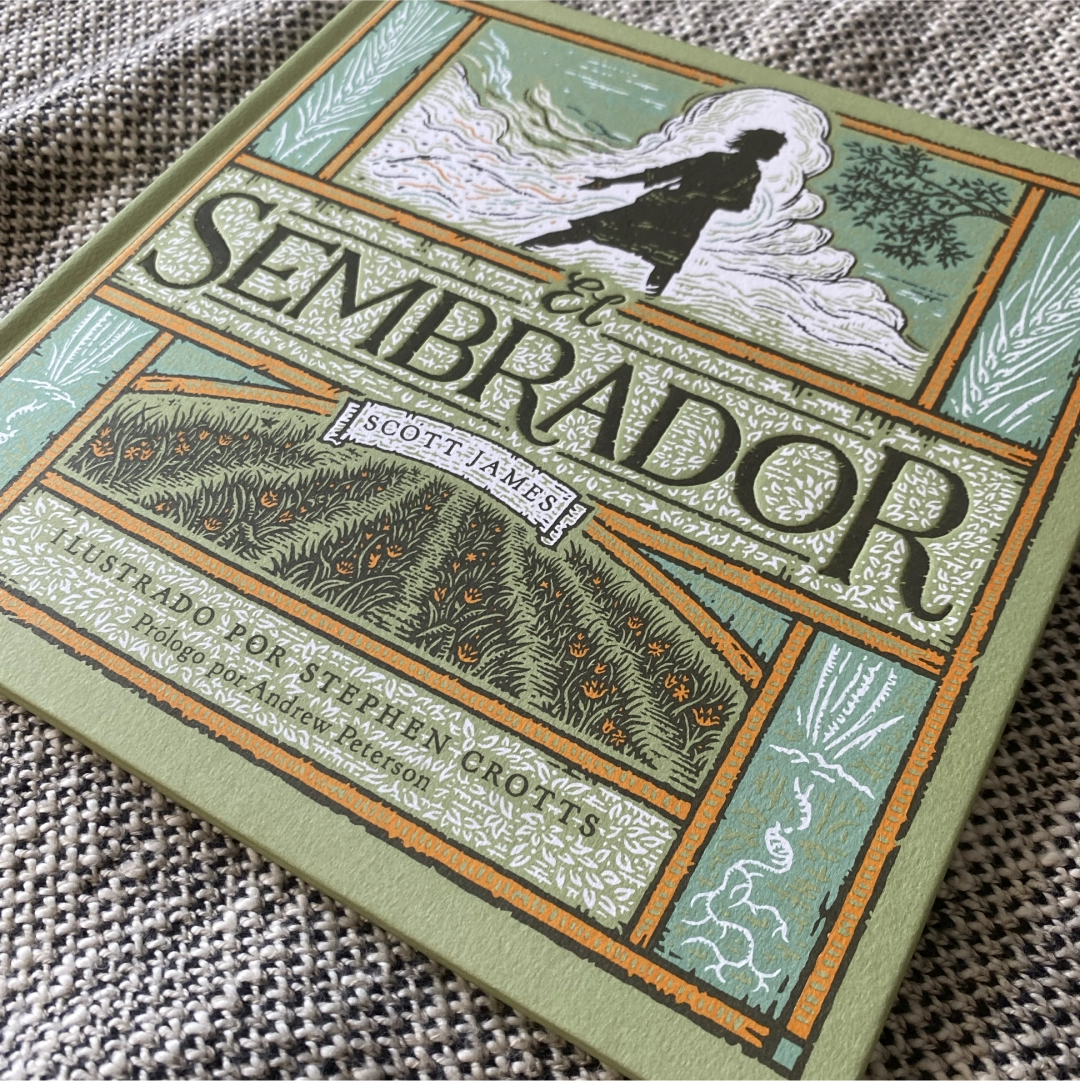 El
SEMBRADOR
SCOTT JAMES
ILUSTRADO POR STEPHEN CROTTS
Prólogo por Andrew Peterson